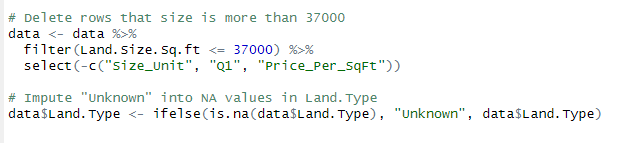 # Delete rows that size is more than 37000
data <- data %>%
  filter(Land.Size.Sq.ft <= 37000) %>%
  select(-c("Size_Unit", "Q1", "Price_Per_SqFt"))
# Impute "Unknown" into NA values in Land.Type
data$Land.Type <- ifelse(is.na(data$Land.Type), "Unknown", data$Land.Type)